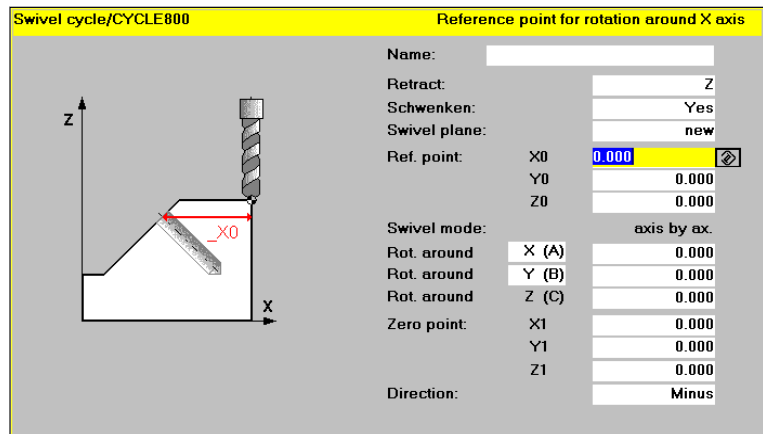 Swivel cycle/CYCLE800 Reference point for rotation around X axis
Name:
Retract: Z
Schwenken: Yes
Swivel plane: new
Ref. point: X0 0.000
Y0 0.000
Z0 0.000
Swivel mode: axis by ax.
Rot. around X (A) 0.000
Rot. around Y (B) 0.000
Rot. around Z (C) 0.000
Zero point: X1 0.000
Y1 0.000
Z1 0.000
Direction: Minus
Z
_X0
X